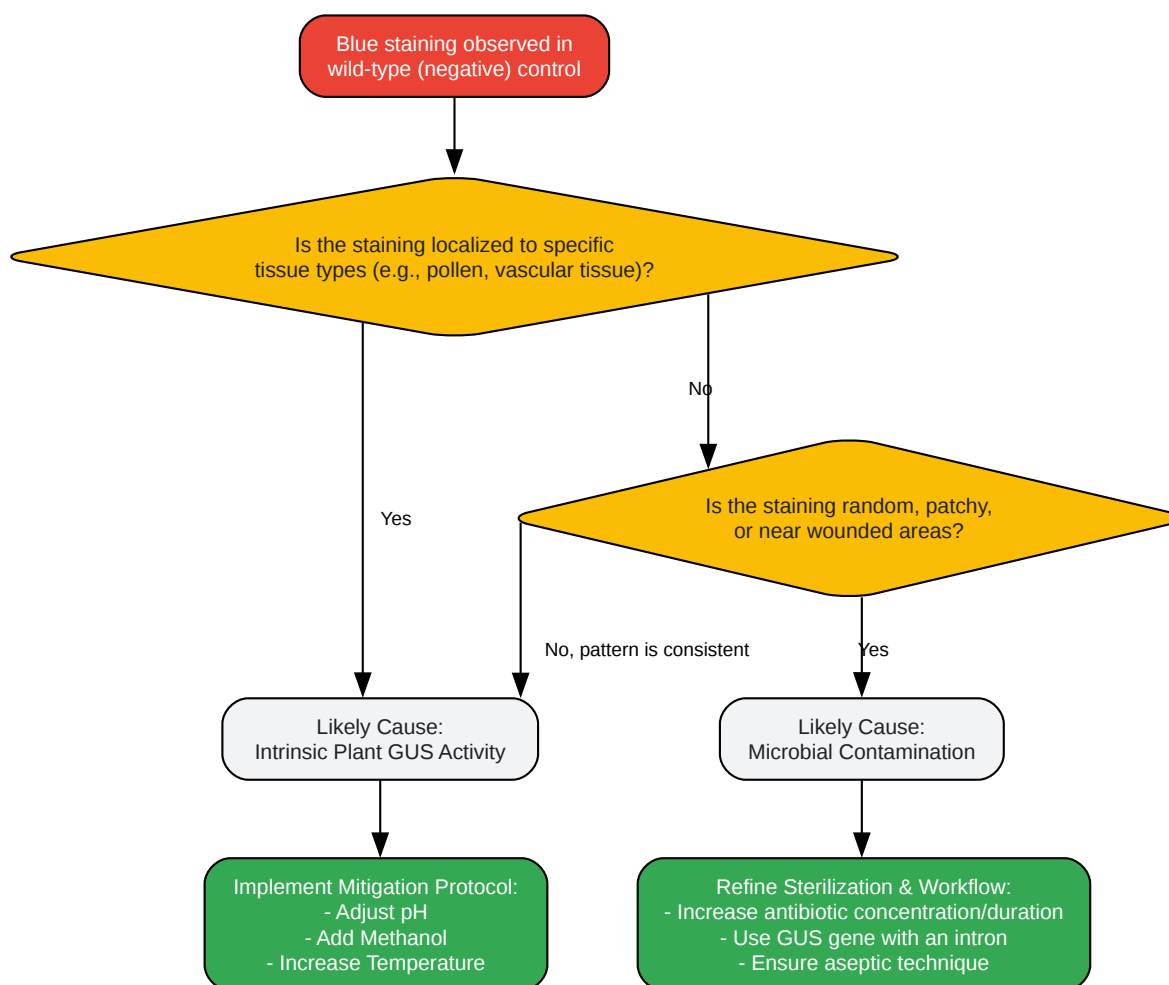 Blue staining observed in
wild-type (negative) control
Is the staining localized to specific
tissue types (e.g., pollen, vascular tissue)?
No
Yes
Is the staining random, patchy,
or near wounded areas?
No, pattern is consistent
Yes
Likely Cause:
Intrinsic Plant GUS Activity
Likely Cause:
Microbial Contamination
Implement Mitigation Protocol:
- Adjust pH
- Add Methanol
- Increase Temperature
Refine Sterilization & Workflow:
- Increase antibiotic concentration/duration
- Use GUS gene with an intron
- Ensure aseptic technique